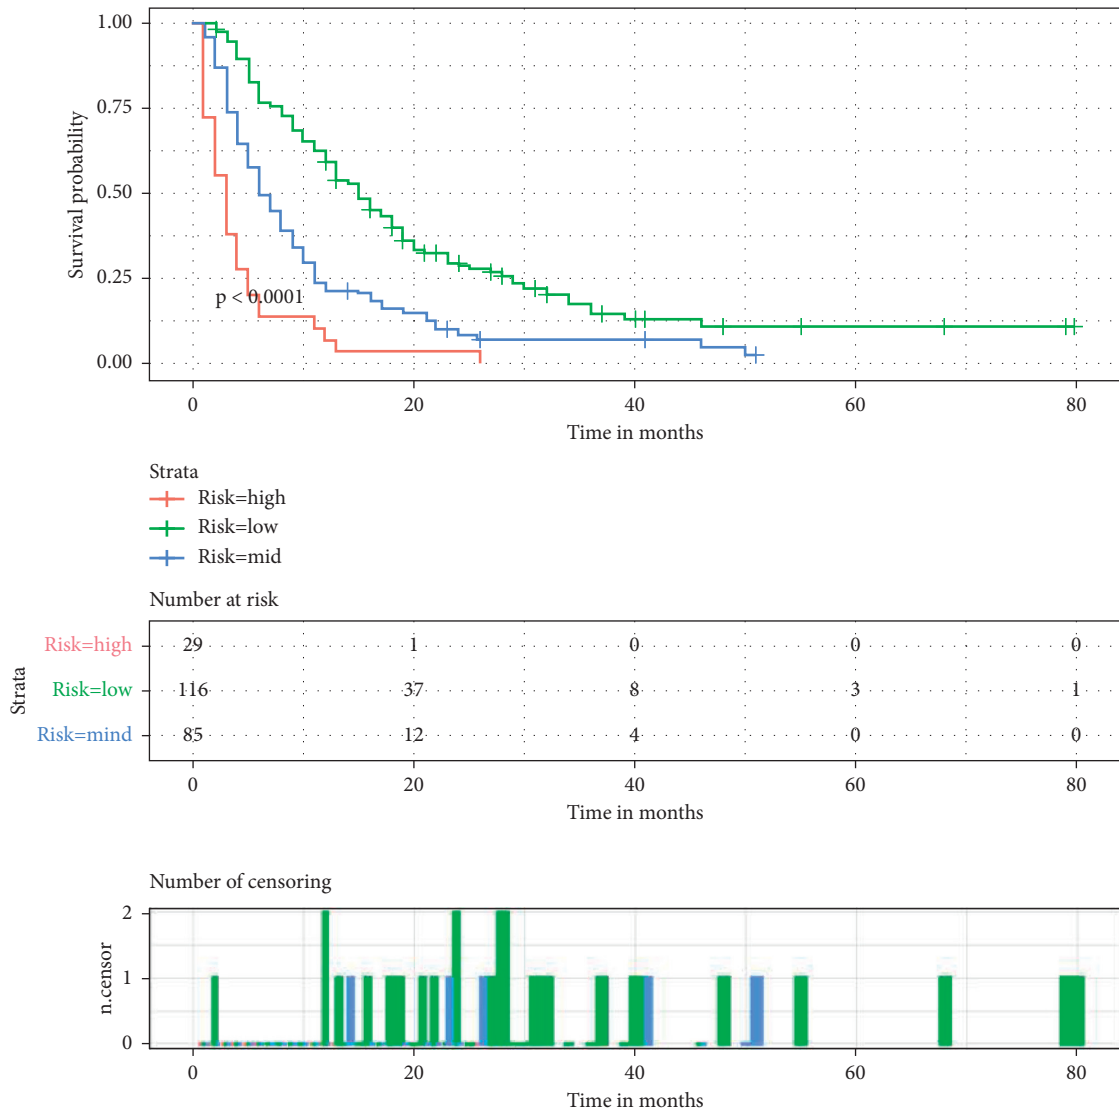 1.00
0.75
0.50
0.25
0.00
Survival probability
p < 0.0001
0 20 40 60 80
Time in months
Strata
Risk=high
Risk=low
Risk=mid
Number at risk
Strata
Risk=high 29 1 0 0 0
Risk=low 116 37 8 3 1
Risk=mind 85 12 4 0 0
0 20 40 60 80
Time in months
Number of censoring
n.censor
2
1
0
0 20 40 60 80
Time in months